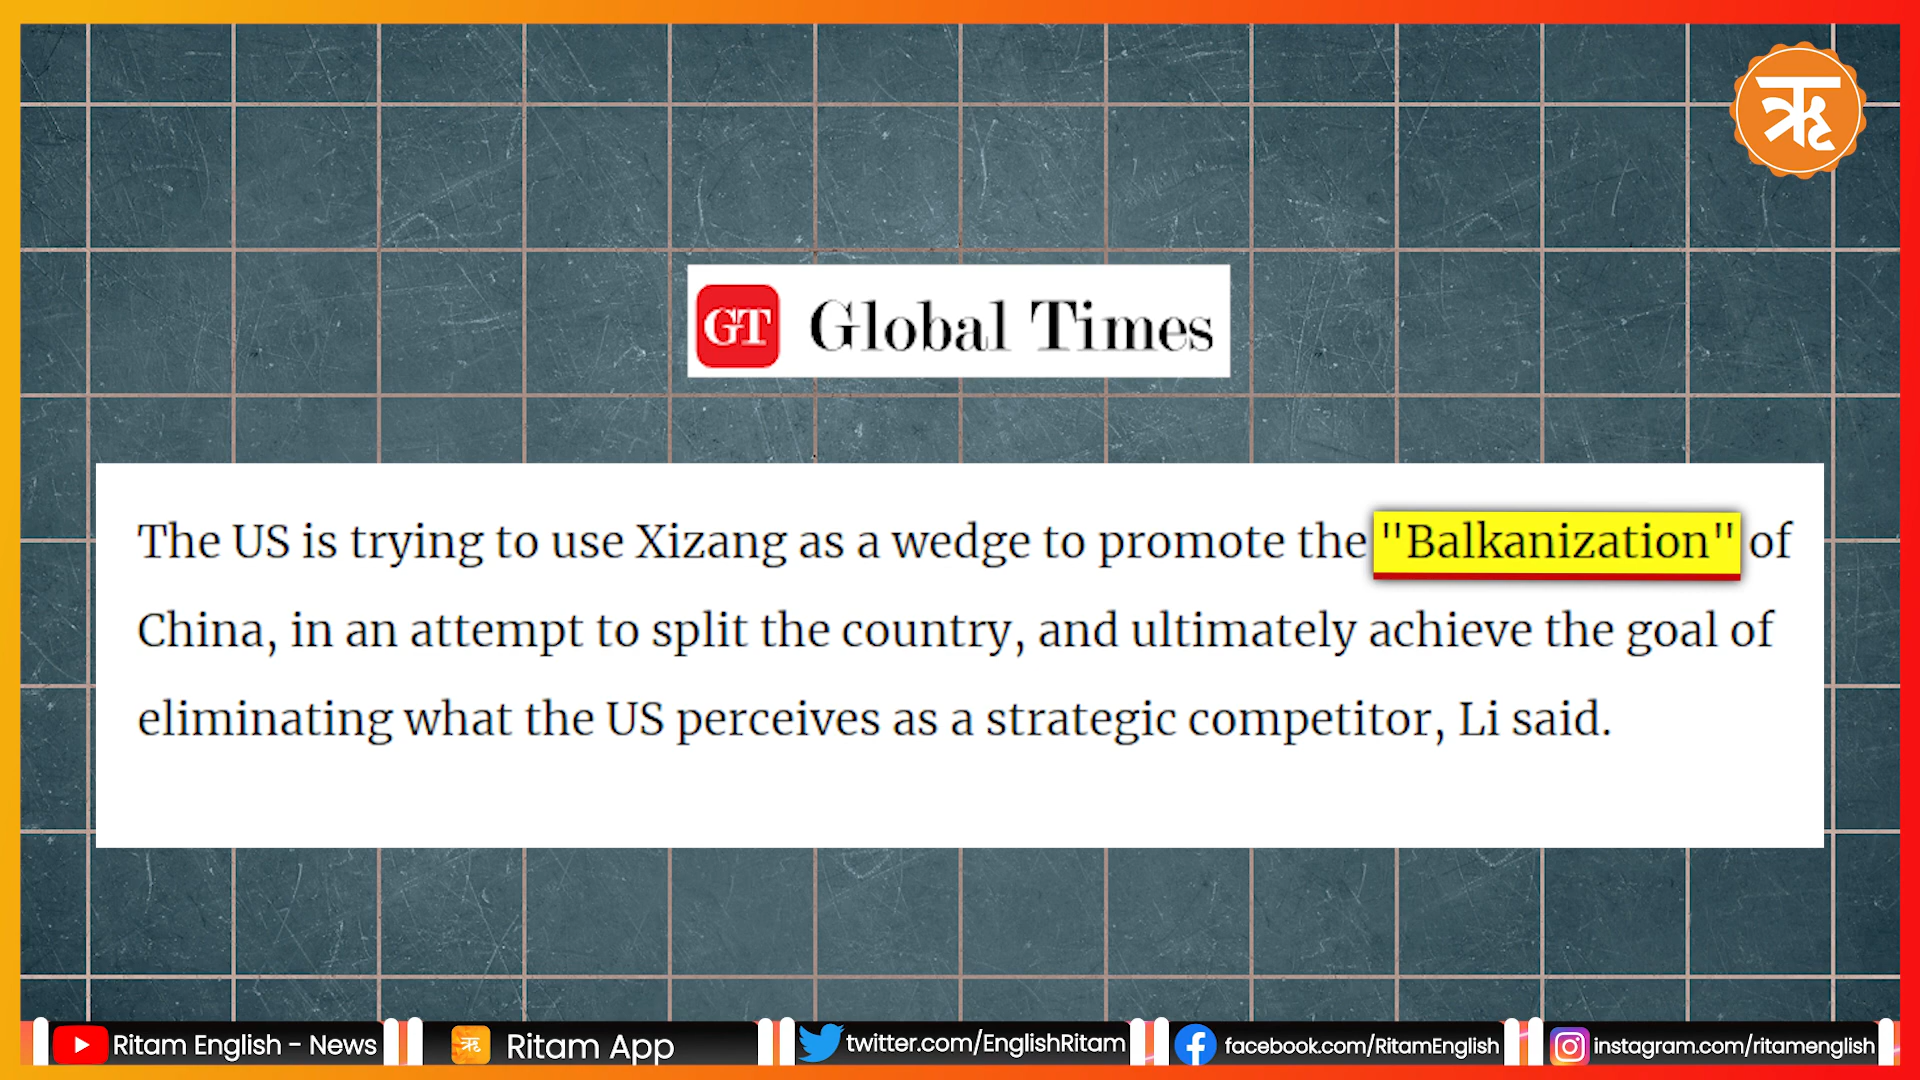 ऋ
GT Global Times
The US is trying to use Xizang as a wedge to promote the "Balkanization" of
China, in an attempt to split the country, and ultimately achieve the goal of
eliminating what the US perceives as a strategic competitor, Li said.
Ritam English - News
ऋ Ritam App
twitter.com/EnglishRitam
facebook.com/RitamEnglish
instagram.com/ritamenglish